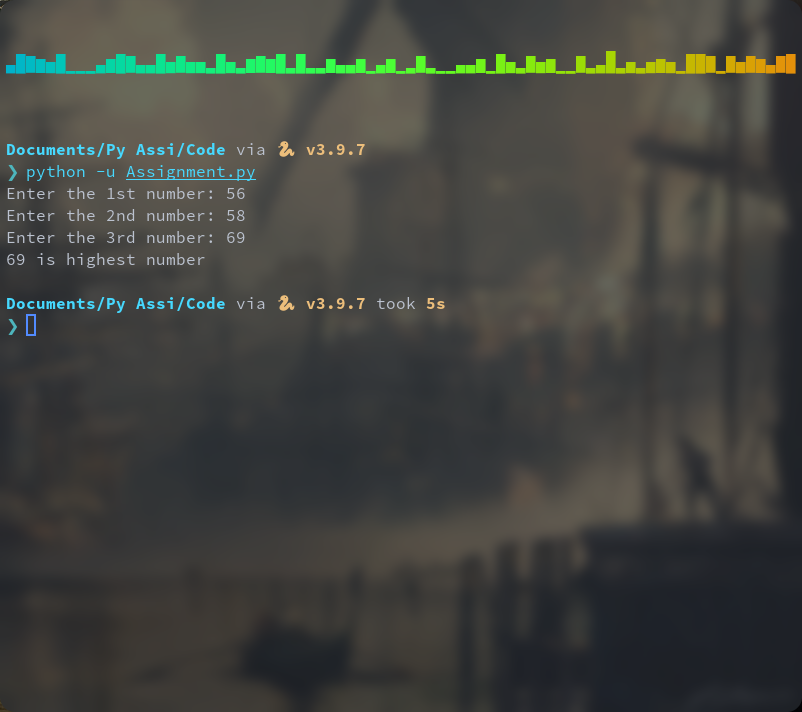 Documents/Py Assi/Code via 🐍 v3.9.7
❯ python -u Assignment.py
Enter the 1st number: 56
Enter the 2nd number: 58
Enter the 3rd number: 69
69 is highest number
Documents/Py Assi/Code via 🐍 v3.9.7 took 5s
❯